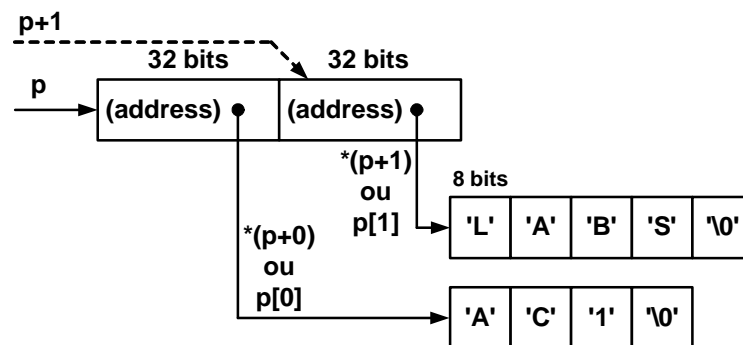 p+1
32 bits 32 bits
p
(address) (address)
*(p+1)
ou
p[1]
8 bits
'L' 'A' 'B' 'S' '\0'
*(p+0)
ou
p[0]
'A' 'C' '1' '\0'